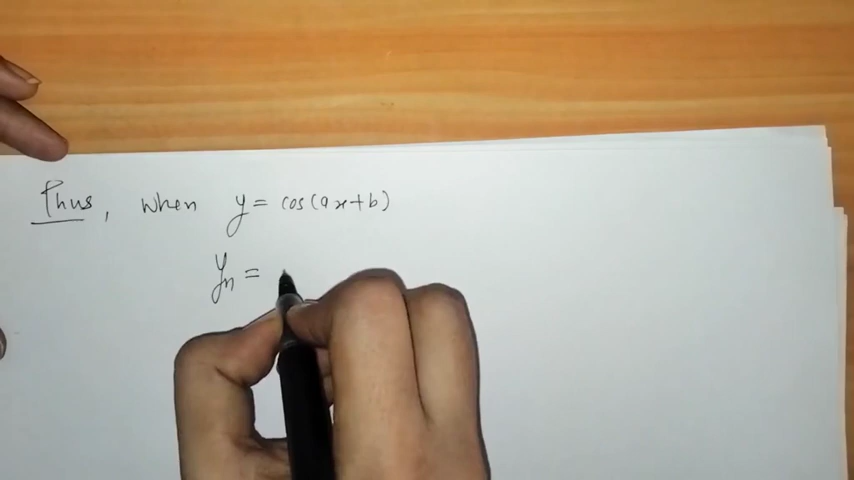 Thus, when y = cos(ax+b)
yn =